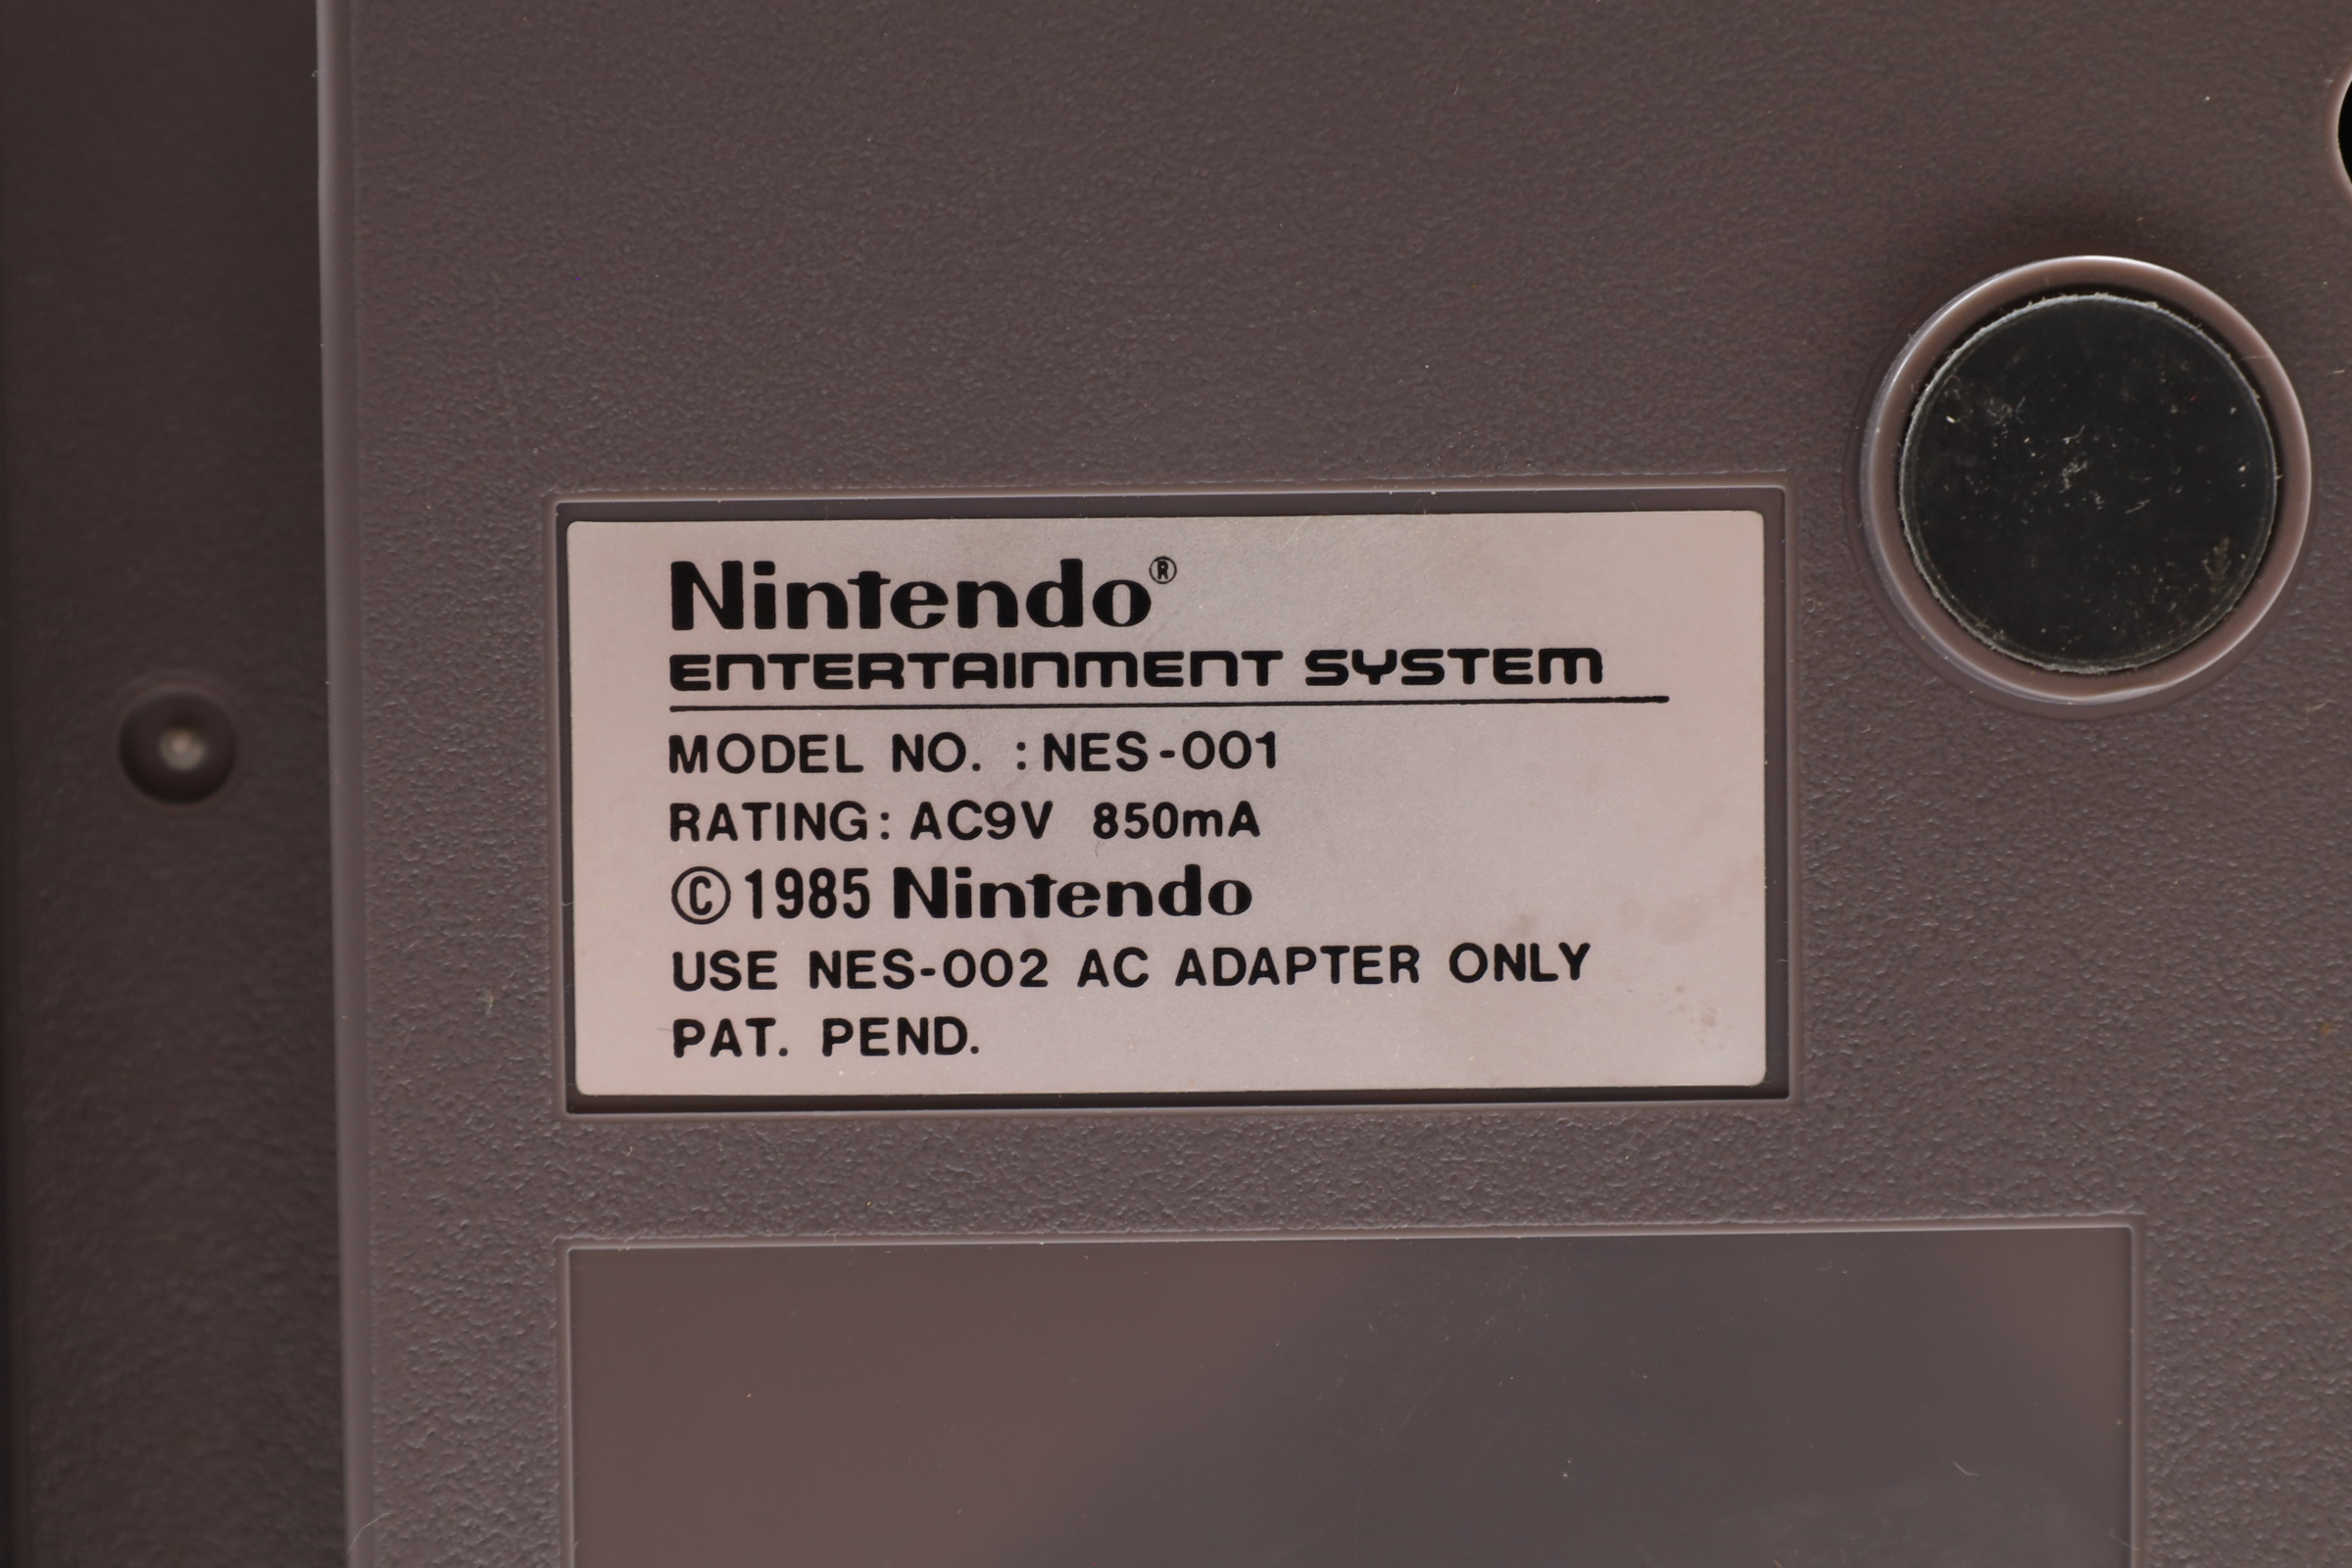 Nintendo®
ENTERTAINMENT SYSTEM
MODEL NO. : NES-001
RATING: AC9V 850mA
© 1985 Nintendo
USE NES-002 AC ADAPTER ONLY
PAT. PEND.